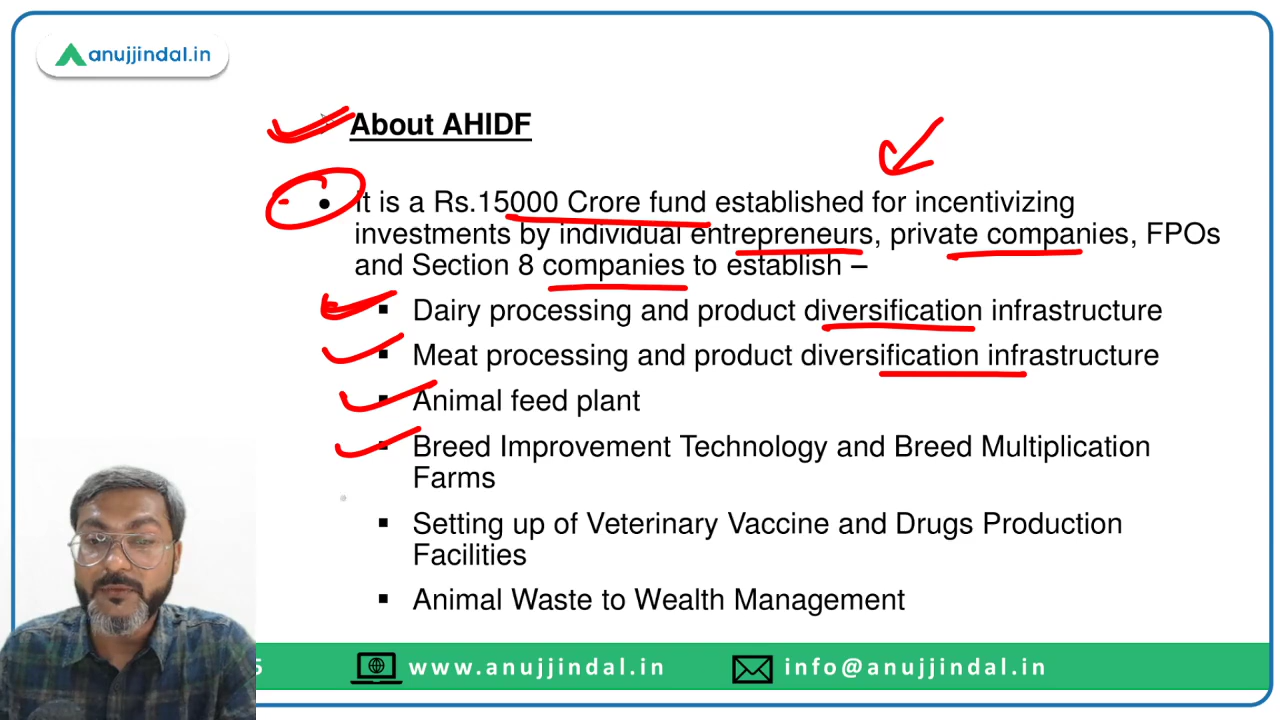 anujjindal.in
About AHIDF
It is a Rs.15000 Crore fund established for incentivizing
investments by individual entrepreneurs, private companies, FPOs
and Section 8 companies to establish –
Dairy processing and product diversification infrastructure
Meat processing and product diversification infrastructure
Animal feed plant
Breed Improvement Technology and Breed Multiplication
Farms
Setting up of Veterinary Vaccine and Drugs Production
Facilities
Animal Waste to Wealth Management
5 www.anujjindal.in info@anujjindal.in